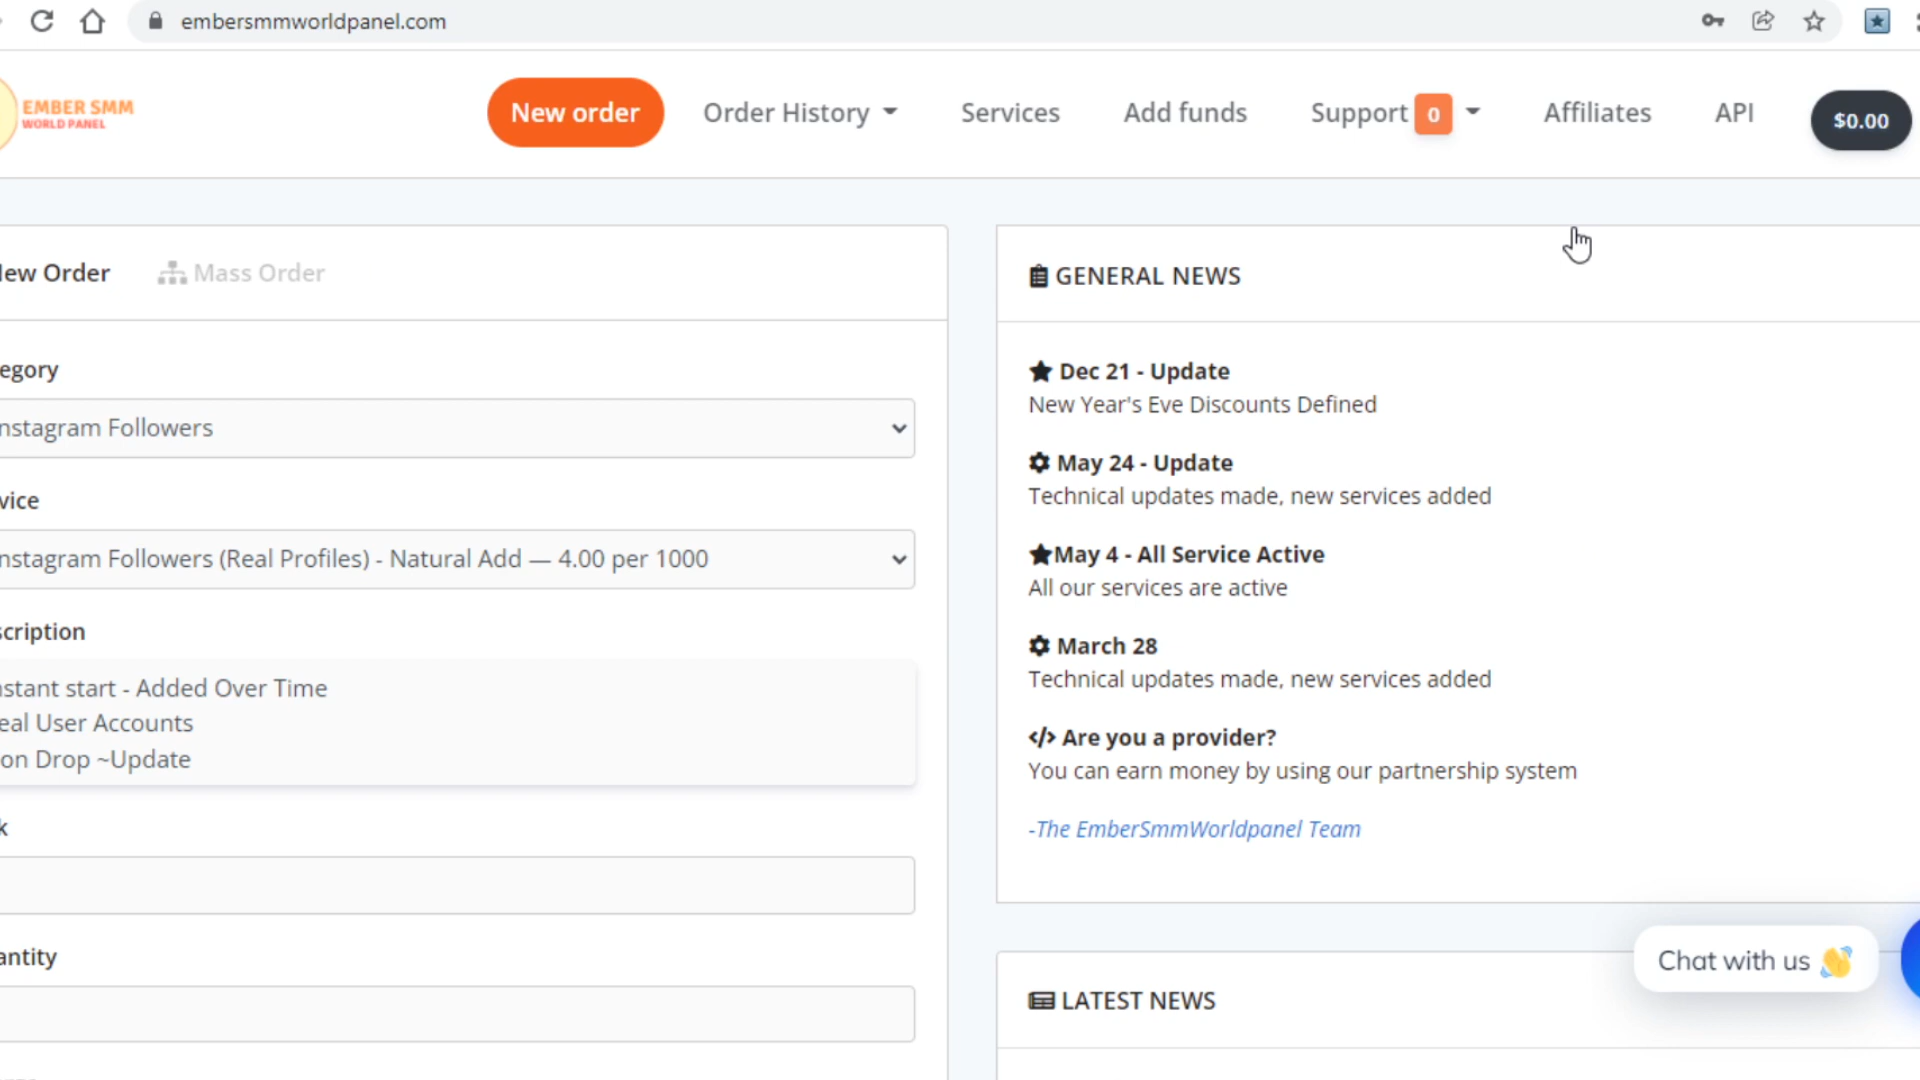 embersmmworldpanel.com
EMBER SMM
WORLD PANEL
New order
Order History
Services
Add funds
Support 0
Affiliates
API
$0.00
ew Order
Mass Order
egory
nstagram Followers
vice
nstagram Followers (Real Profiles) - Natural Add — 4.00 per 1000
cription
stant start - Added Over Time
eal User Accounts
on Drop ~Update
k
antity
GENERAL NEWS
Dec 21 - Update
New Year's Eve Discounts Defined
May 24 - Update
Technical updates made, new services added
May 4 - All Service Active
All our services are active
March 28
Technical updates made, new services added
</> Are you a provider?
You can earn money by using our partnership system
-The EmberSmmWorldpanel Team
Chat with us 👋
LATEST NEWS